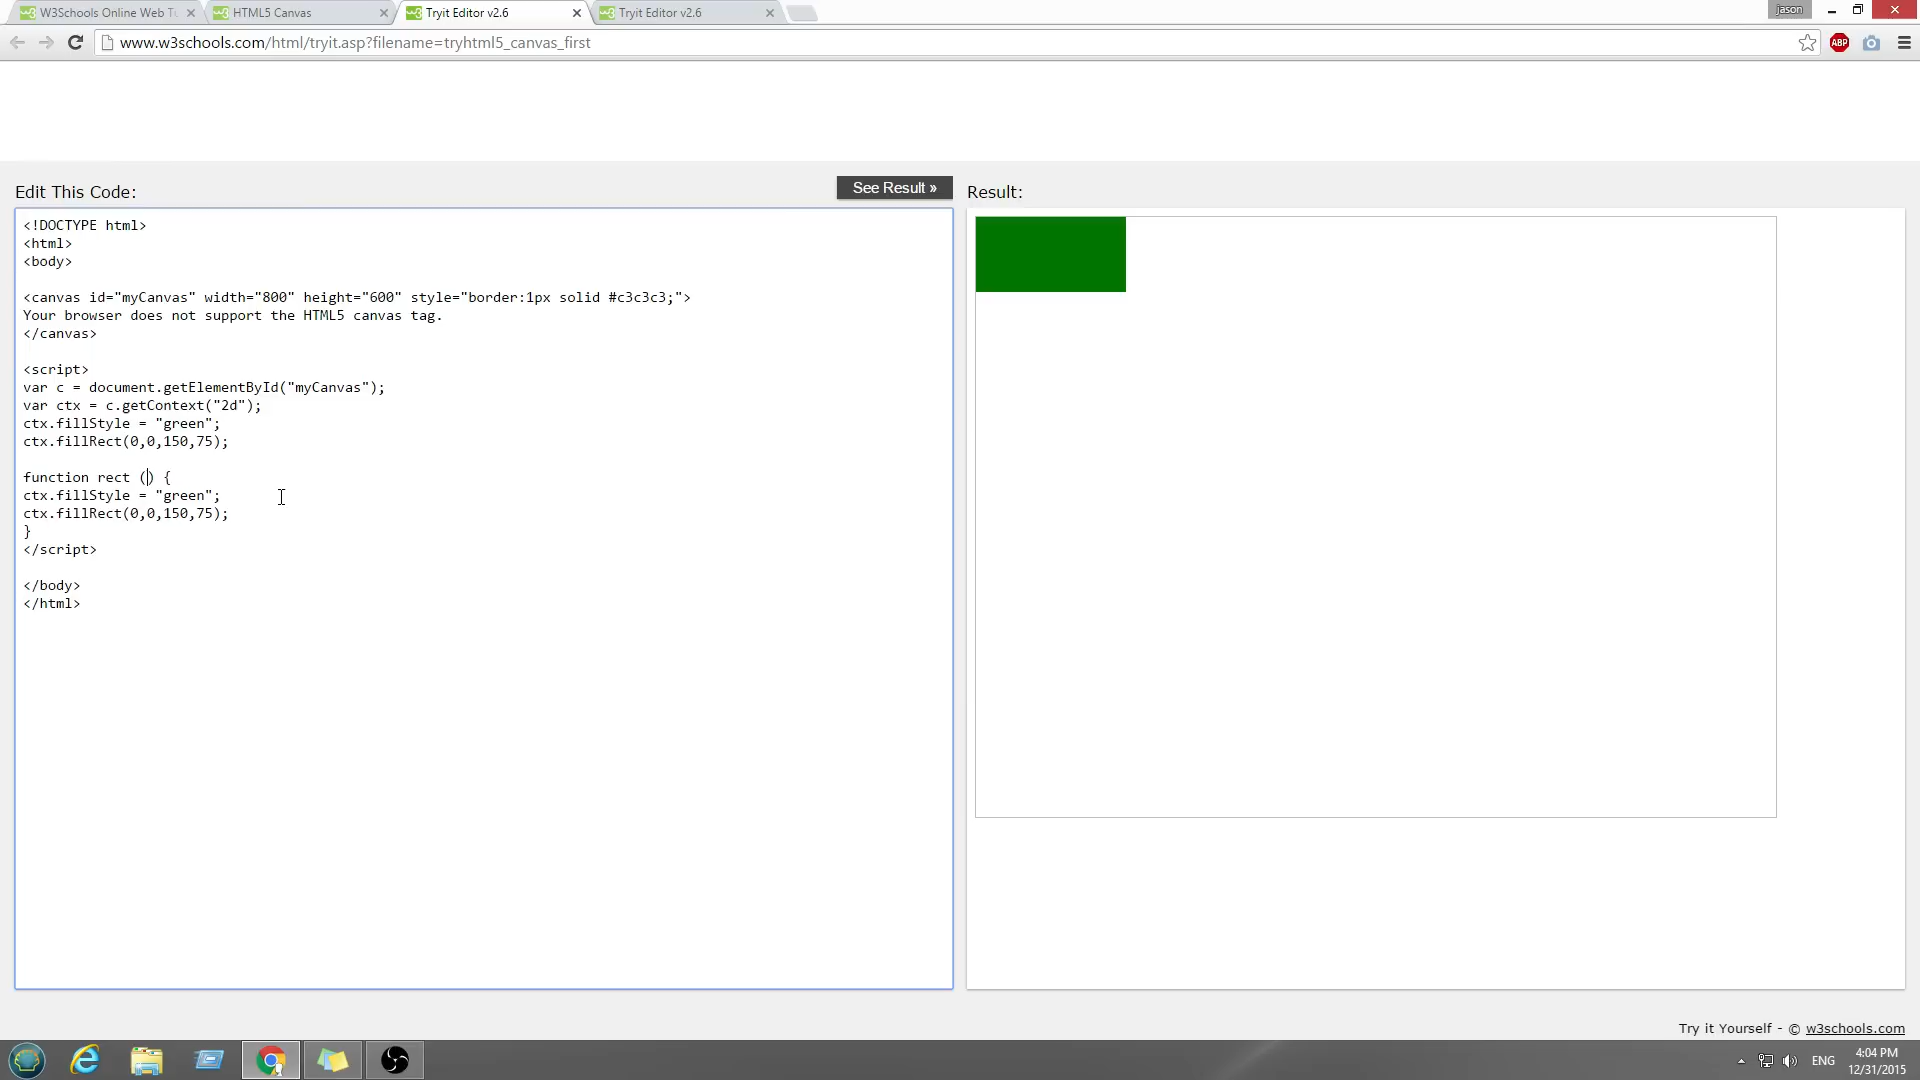 W3Schools Online Web Tu
HTML5 Canvas
Tryit Editor v2.6
Tryit Editor v2.6
jason
www.w3schools.com/html/tryit.asp?filename=tryhtml5_canvas_first
ABP
Edit This Code:
See Result »
Result:
<!DOCTYPE html>
<html>
<body>
<canvas id="myCanvas" width="800" height="600" style="border:1px solid #c3c3c3;">
Your browser does not support the HTML5 canvas tag.
</canvas>
<script>
var c = document.getElementById("myCanvas");
var ctx = c.getContext("2d");
ctx.fillStyle = "green";
ctx.fillRect(0,0,150,75);
function rect () {
ctx.fillStyle = "green";
ctx.fillRect(0,0,150,75);
}
</script>
</body>
</html>
Try it Yourself - © w3schools.com
ENG
4:04 PM
12/31/2015